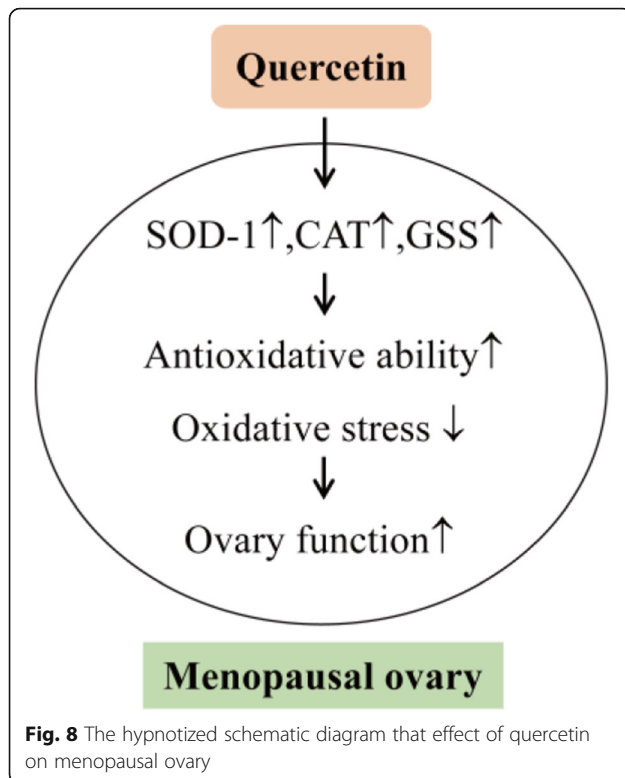 Quercetin
SOD-1↑,CAT↑,GSS↑
Antioxidative ability↑
Oxidative stress ↓
Ovary function↑
Menopausal ovary
Fig. 8 The hypnotized schematic diagram that effect of quercetin
on menopausal ovary